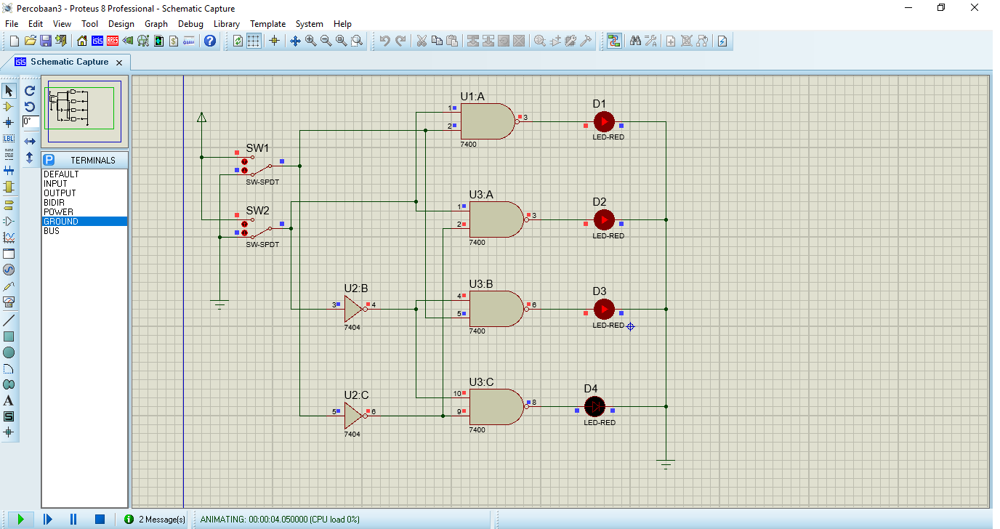 Percobaan3 - Proteus 8 Professional - Schematic Capture
File Edit View Tool Design Graph Debug Library Template System Help
Schematic Capture
0°
LBL
P TERMINALS
DEFAULT
INPUT
OUTPUT
BIDIR
POWER
GROUND
BUS
A
S
U1:A
1
2
3
7400
D1
LED-RED
SW1
SW-SPDT
U3:A
1
2
3
7400
D2
LED-RED
SW2
SW-SPDT
U2:B
3
4
7404
U3:B
4
5
6
7400
D3
LED-RED
U2:C
5
6
7404
U3:C
10
9
8
7400
D4
LED-RED
2 Message(s)
ANIMATING: 00:00:04.050000 (CPU load 0%)